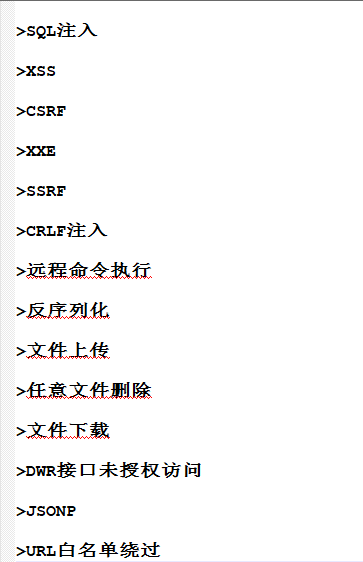 >SQL注入
>XSS
>CSRF
>XXE
>SSRF
>CRLF注入
>远程命令执行
>反序列化
>文件上传
>任意文件删除
>文件下载
>DWR接口未授权访问
>JSONP
>URL白名单绕过